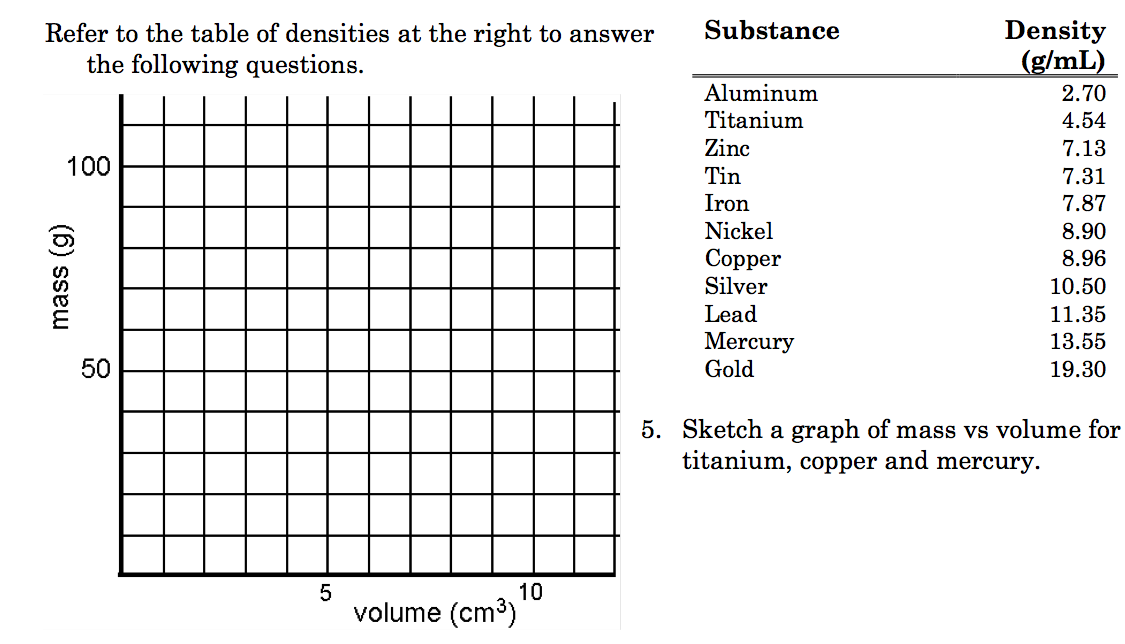 Refer to the table of densities at the right to answer
the following questions.
Substance Density
(g/mL)
Aluminum 2.70
Titanium 4.54
Zinc 7.13
Tin 7.31
Iron 7.87
Nickel 8.90
Copper 8.96
Silver 10.50
Lead 11.35
Mercury 13.55
Gold 19.30
100
mass (g)
50
5 10
volume (cm³)
5. Sketch a graph of mass vs volume for
titanium, copper and mercury.